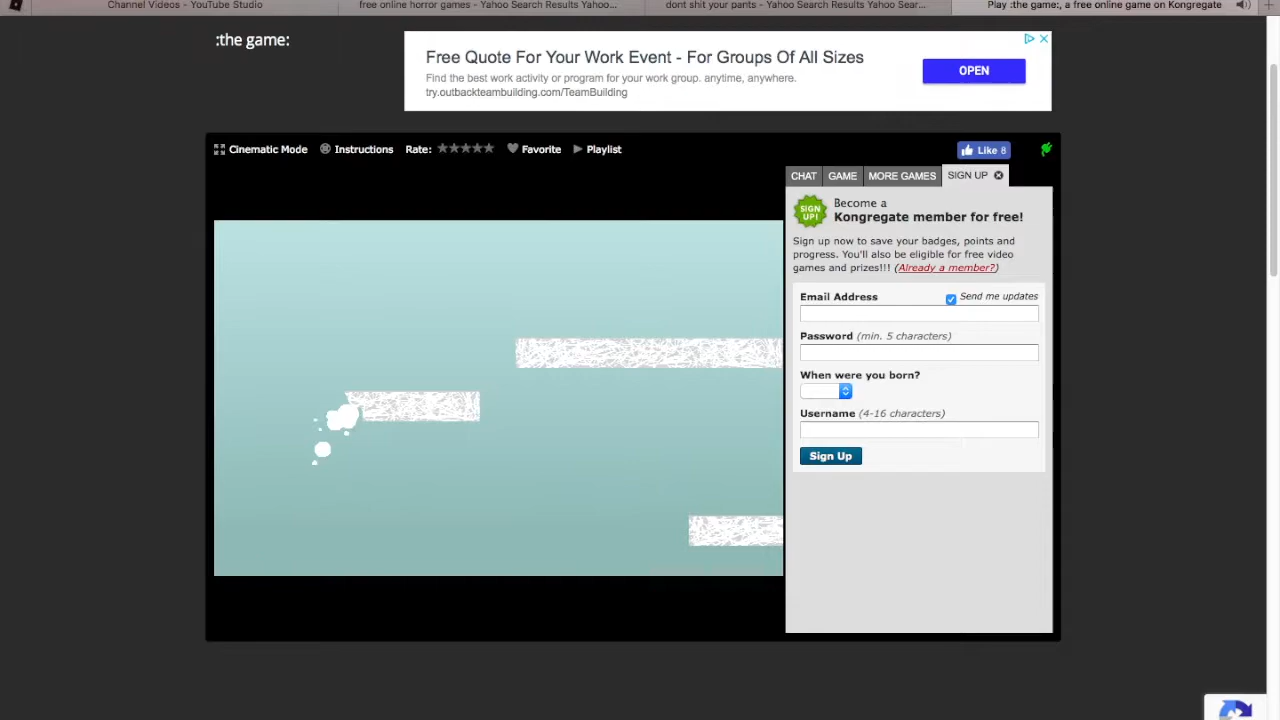 Channel Videos - YouTube Studio
free online horror games - Yahoo Search Results Yahoo...
dont shit your pants - Yahoo Search Results Yahoo Sear...
Play :the game:, a free online game on Kongregate
:the game:
Free Quote For Your Work Event - For Groups Of All Sizes
Find the best work activity or program for your work group. anytime, anywhere.
try.outbackteambuilding.com/TeamBuilding
OPEN
Cinematic Mode Instructions Rate: Favorite Playlist Like 8
CHAT GAME MORE GAMES SIGN UP
SIGN UP!
Become a
Kongregate member for free!
Sign up now to save your badges, points and
progress. You'll also be eligible for free video
games and prizes!!! (Already a member?)
Email Address Send me updates
Password (min. 5 characters)
When were you born?
Username (4-16 characters)
Sign Up